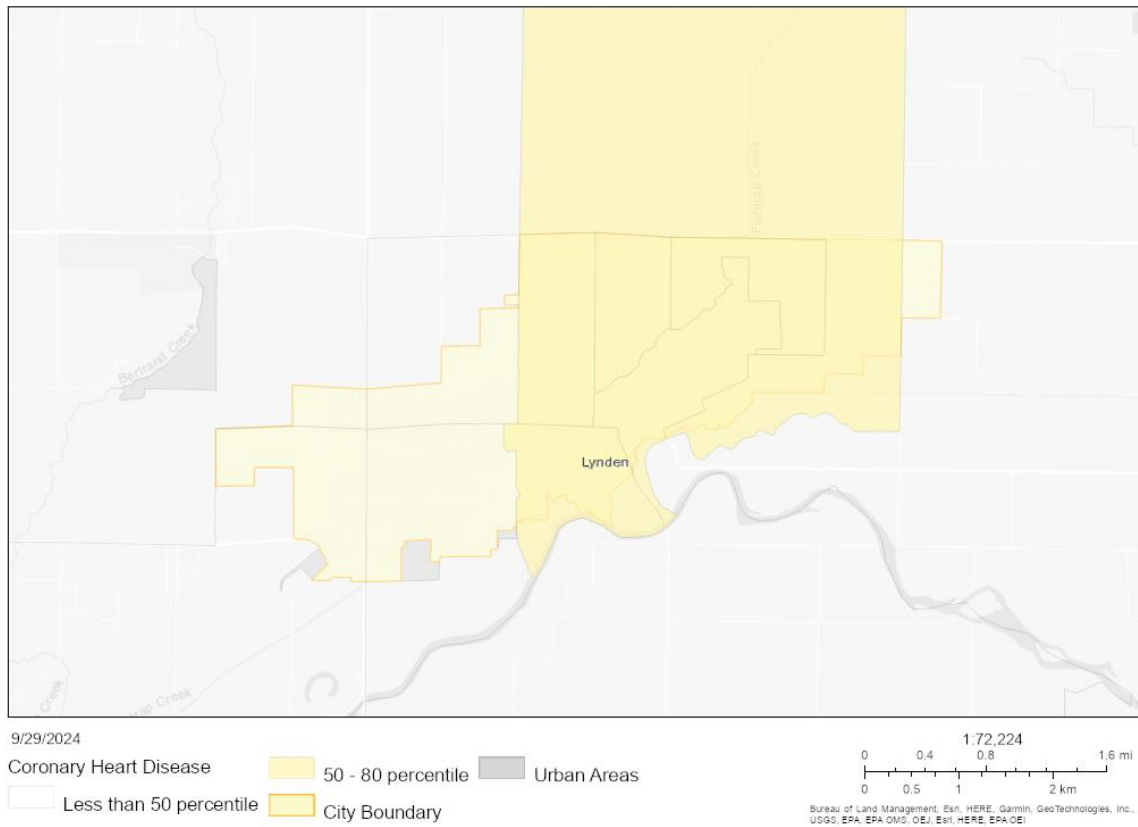 Fishtrap Creek
Bertrand Creek
Lynden
Creek
trap Creek
9/29/2024
1:72,224
Coronary Heart Disease
50 - 80 percentile
Urban Areas
Less than 50 percentile
City Boundary
0 0.4 0.8 1.6 mi
0 0.5 1 2 km
Bureau of Land Management, Esri, HERE, Garmin, GeoTechnologies, Inc.,
USGS, EPA, EPA OMS, OEJ, Esri, HERE, EPA OEI